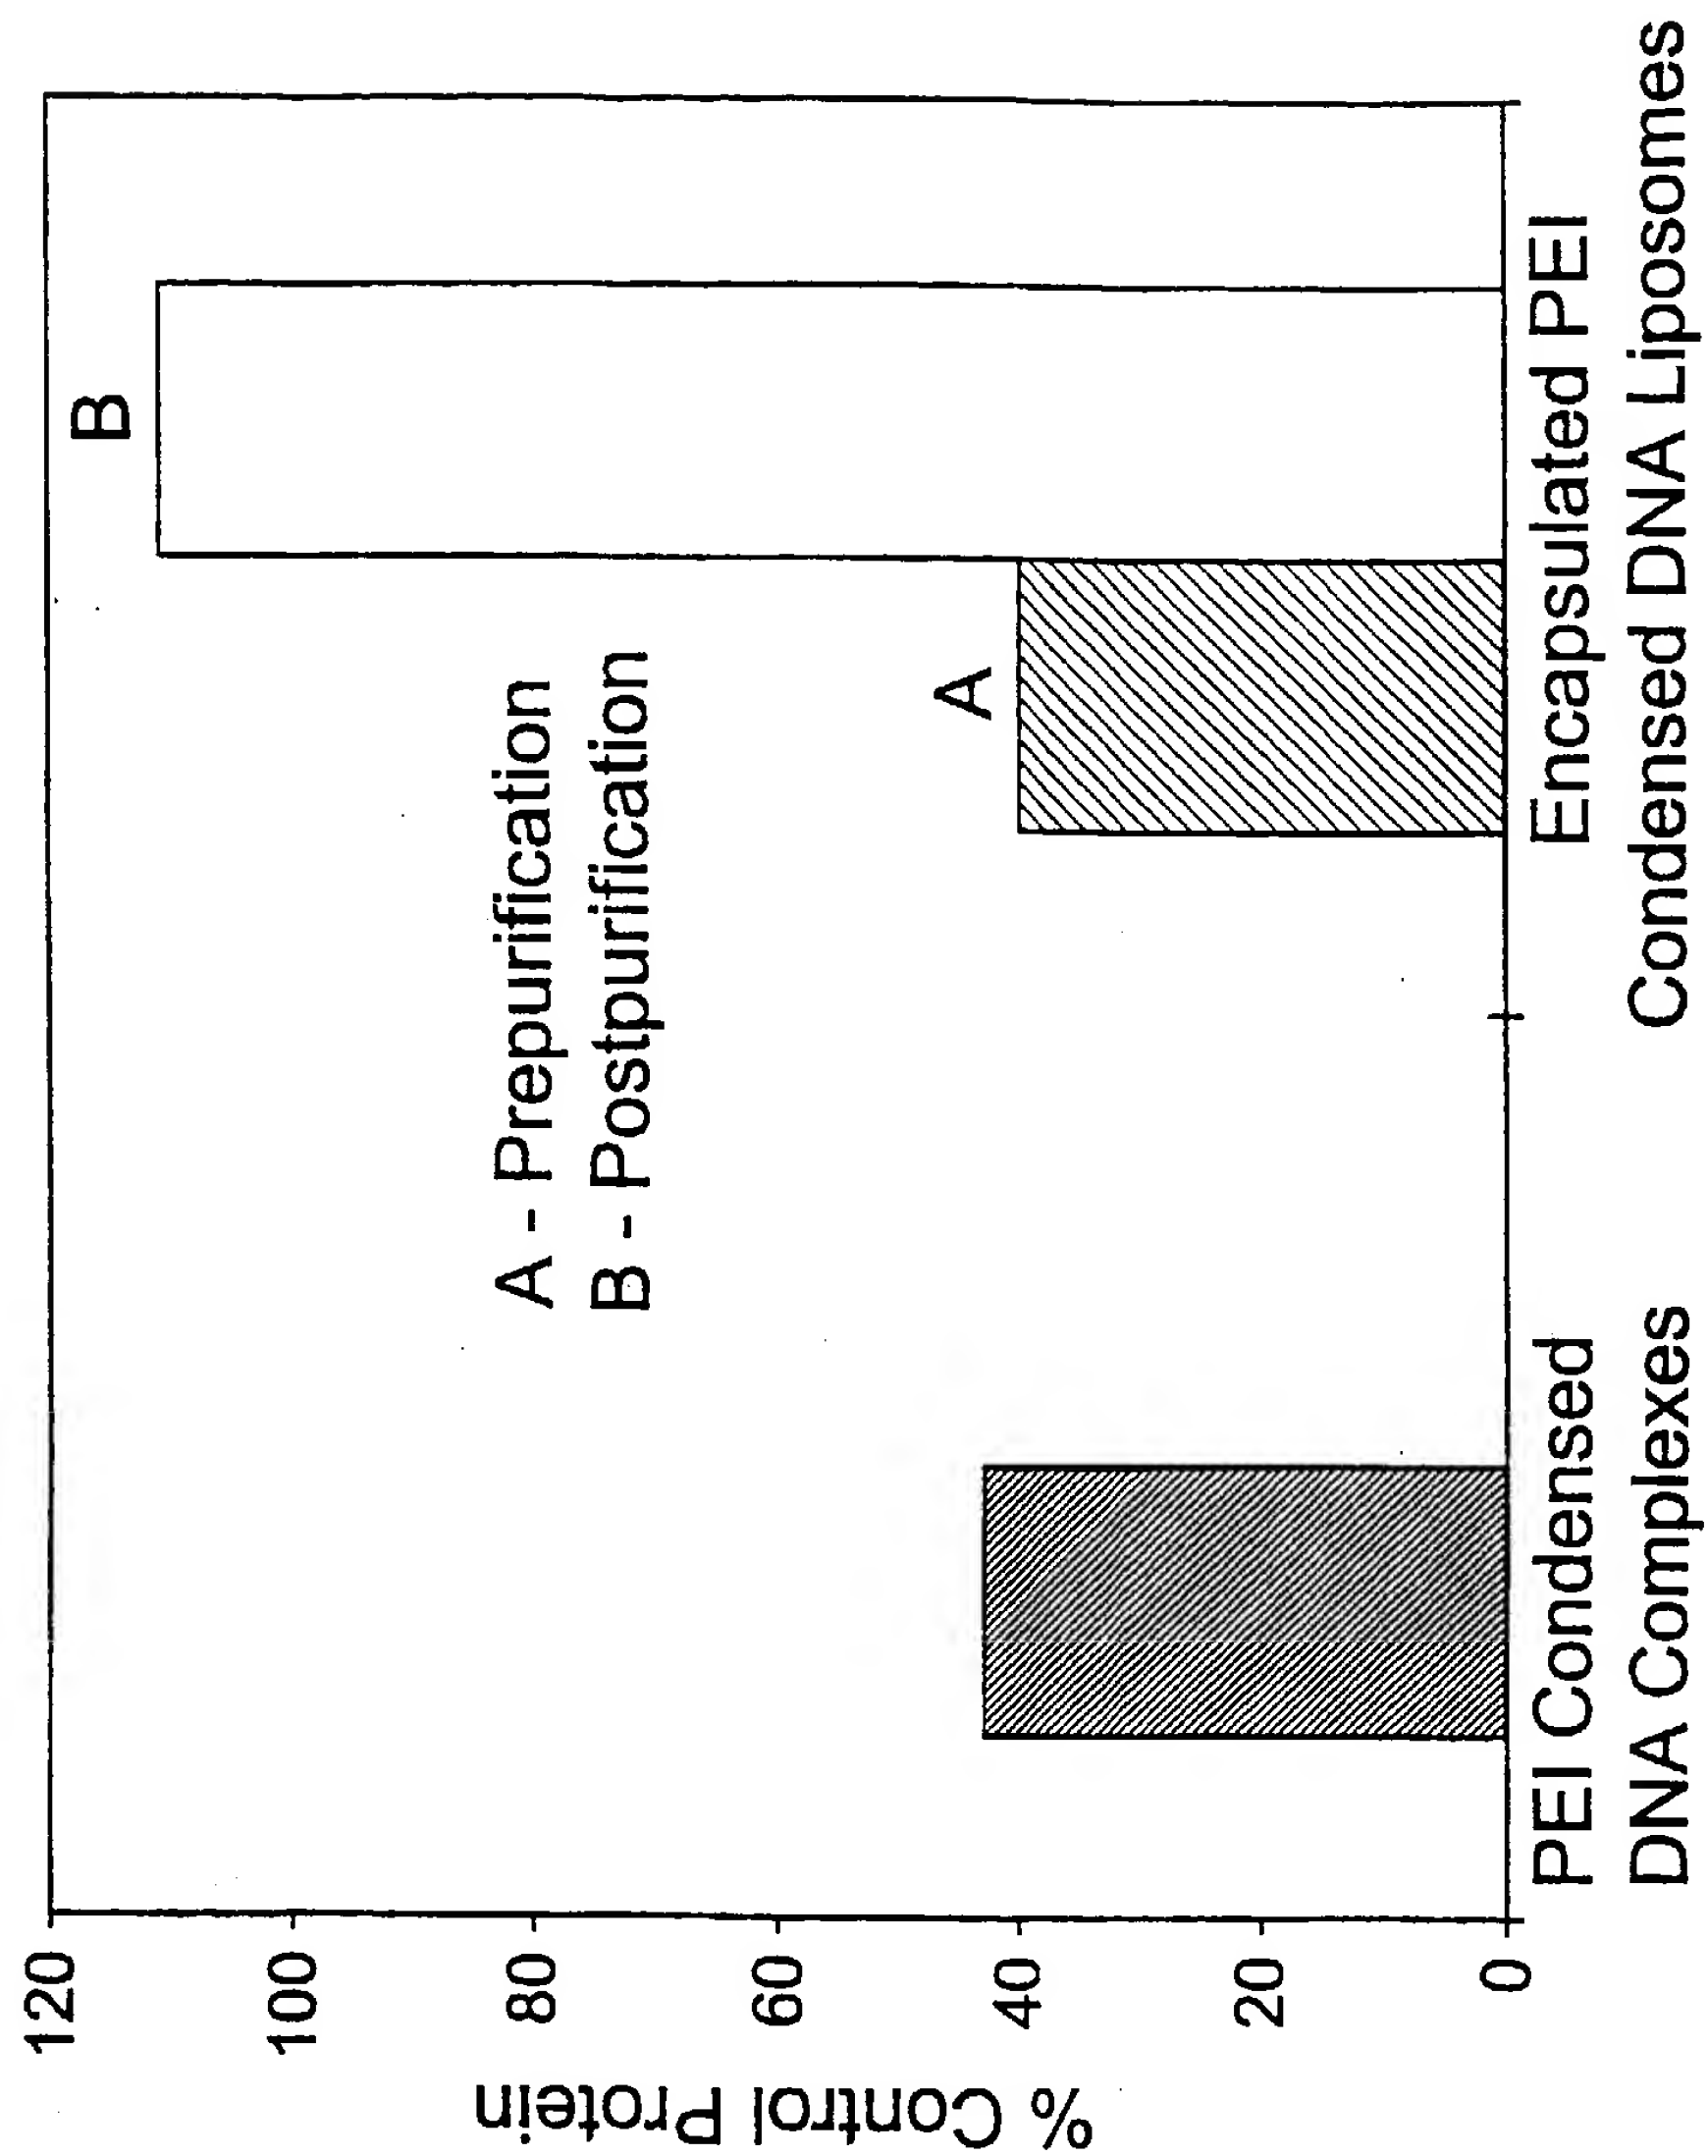 120
100
80
60
40
20
0
% Control Protein
B
A
A - Prepurification
B - Postpurification
PEI Condensed
DNA Complexes
Encapsulated PEI
Condensed DNA Liposomes